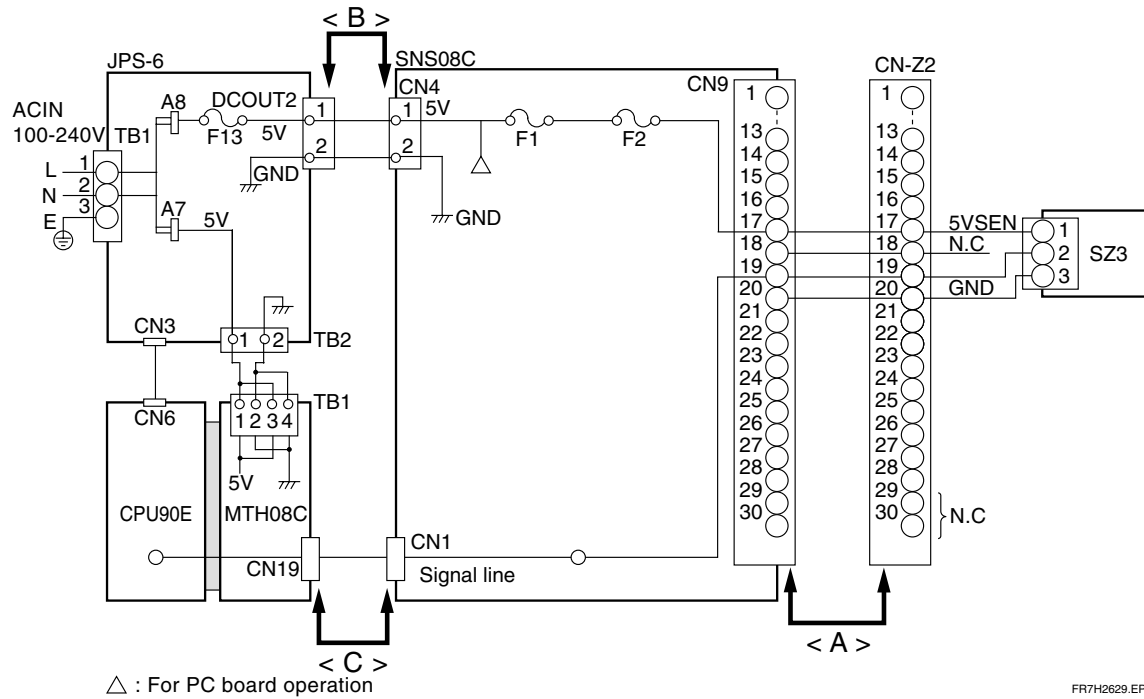 < B >
JPS-6
SNS08C
CN-Z2
CN9
ACIN
100-240V
TB1
A8
F13
DCOUT2
5V
1
2
GND
CN4
1
5V
2
GND
F1
F2
L
N
E
1
2
3
A7
5V
1
13
14
15
16
17
18
19
20
21
22
23
24
25
26
27
28
29
30
1
13
14
15
16
17
18
19
20
21
22
23
24
25
26
27
28
29
30
N.C
5VSEN
N.C
GND
1
2
3
SZ3
CN3
1 2
TB2
CN6
TB1
1 2 3 4
5V
CPU90E
MTH08C
CN19
CN1
Signal line
< C >
< A >
△ : For PC board operation
FR7H2629.EP